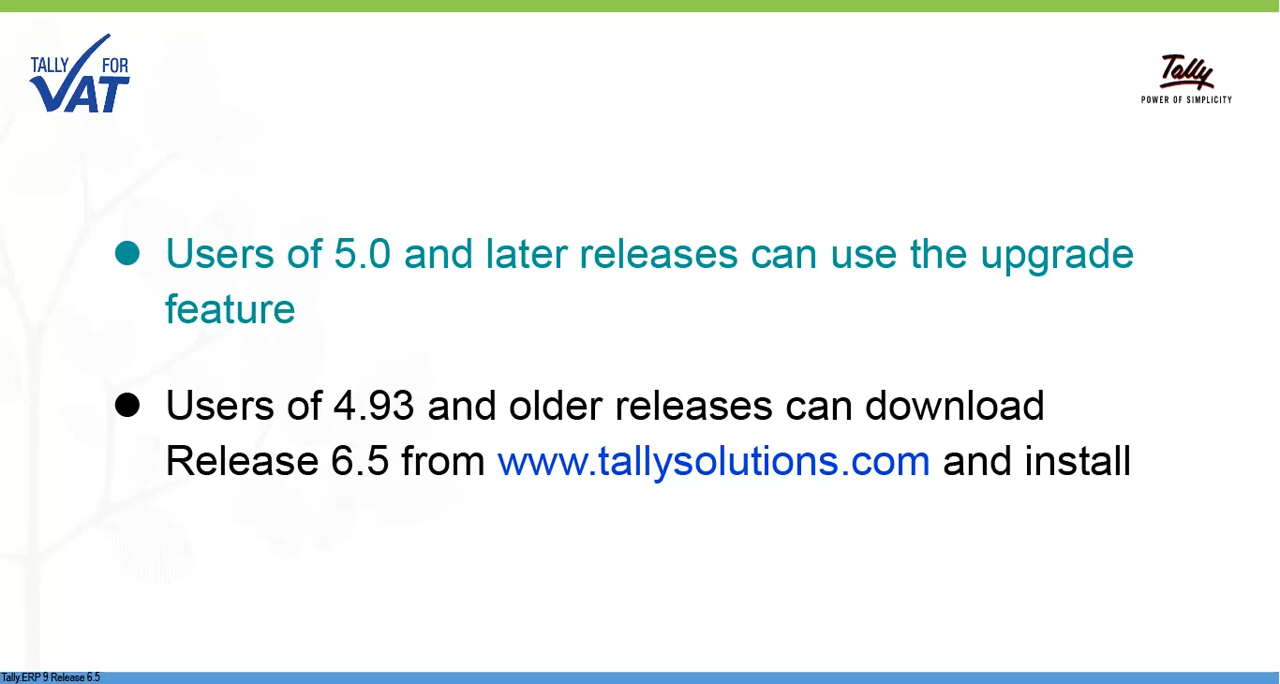 TALLY FOR
VAT
Tally
POWER OF SIMPLICITY
Users of 5.0 and later releases can use the upgrade
feature
Users of 4.93 and older releases can download
Release 6.5 from www.tallysolutions.com and install
Tally.ERP 9 Release 6.5